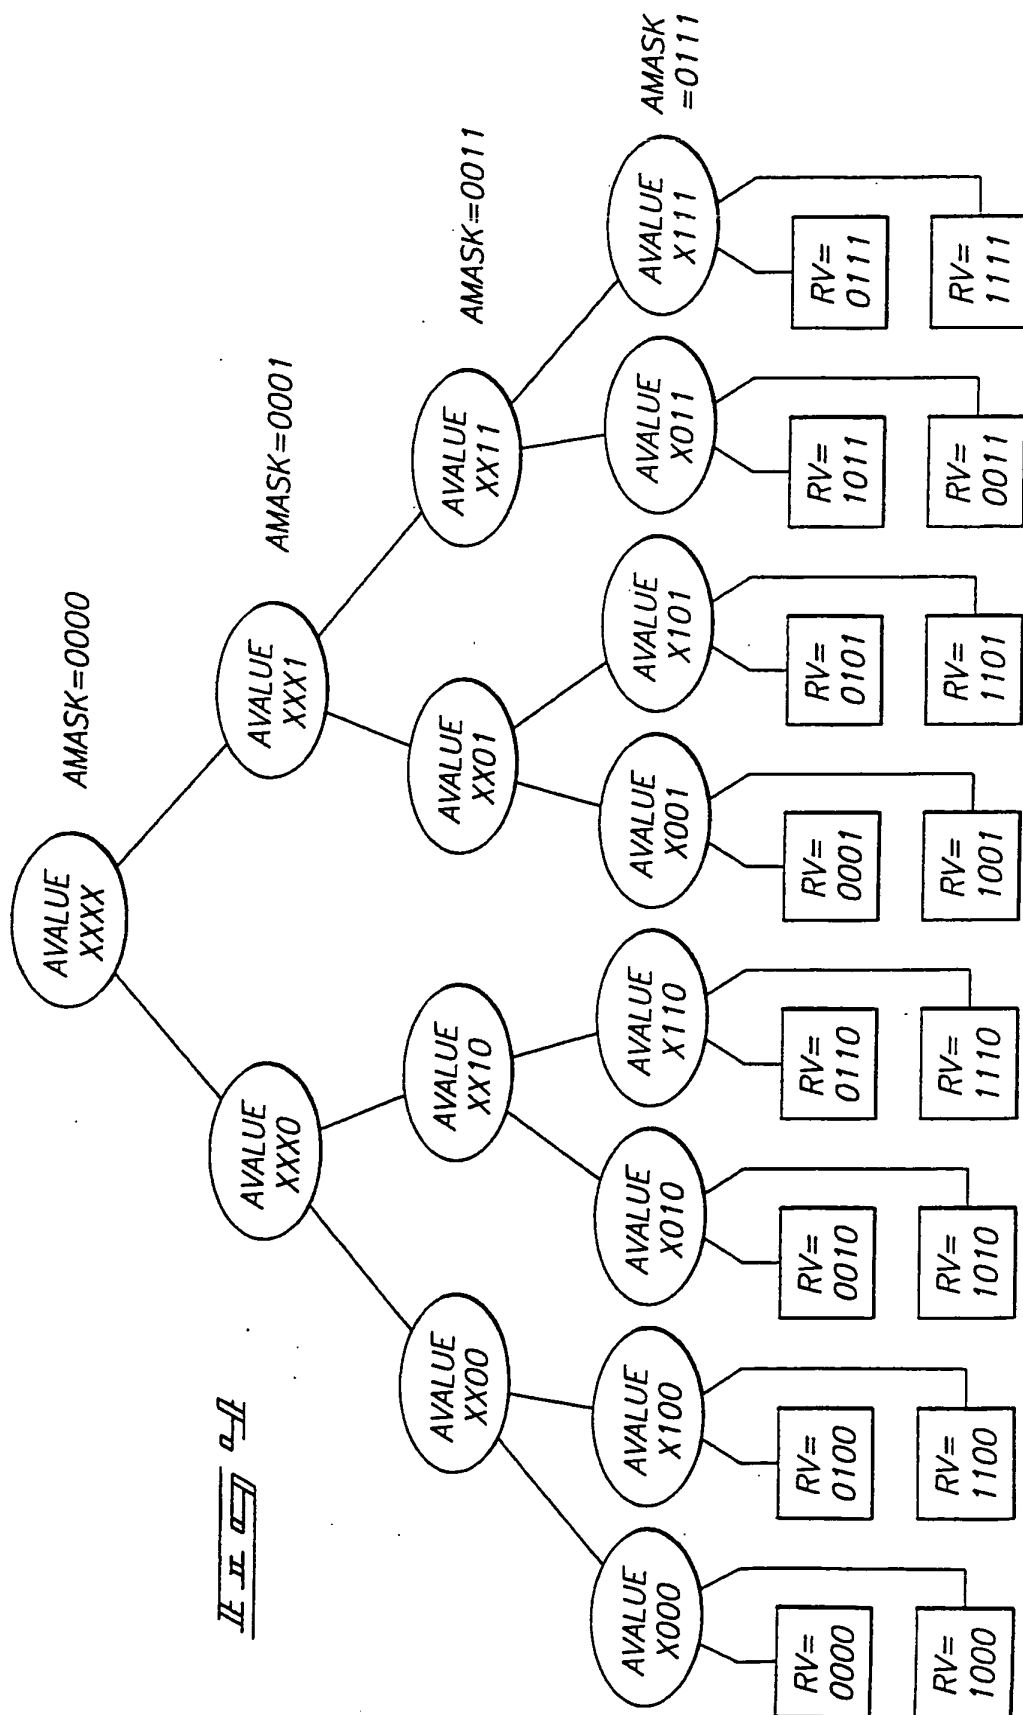 AMASK=0000
AVALUE
XXXX
AMASK=0001
AVALUE
XXX0
AVALUE
XXX1
AMASK=0011
AVALUE
XX00
AVALUE
XX10
AVALUE
XX01
AVALUE
XX11
AMASK
=0111
AVALUE
X000
AVALUE
X100
AVALUE
X010
AVALUE
X110
AVALUE
X001
AVALUE
X101
AVALUE
X011
AVALUE
X111
RV=
0000
RV=
0100
RV=
0010
RV=
0110
RV=
0001
RV=
0101
RV=
1011
RV=
0111
RV=
1000
RV=
1100
RV=
1010
RV=
1110
RV=
1001
RV=
1101
RV=
0011
RV=
1111
Fig 4